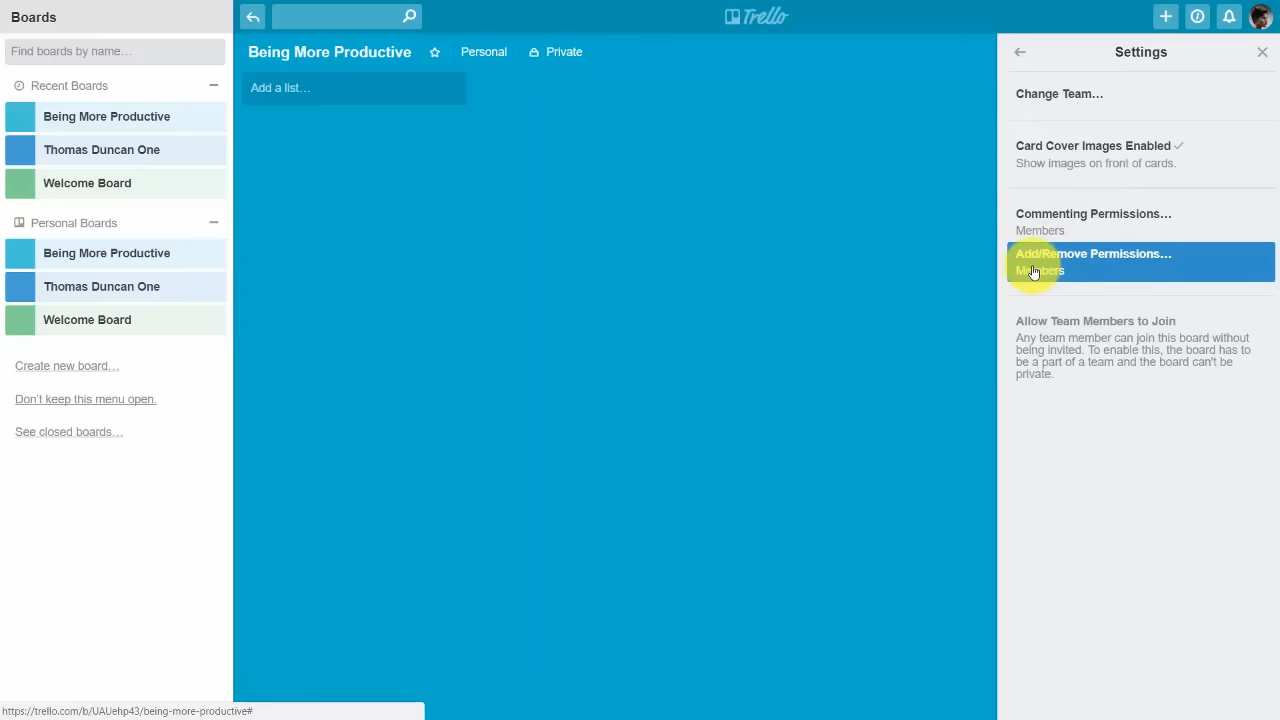 Boards
Trello
Find boards by name…
Being More Productive
Personal
Private
Settings
Recent Boards
Add a list…
Change Team…
Being More Productive
Thomas Duncan One
Welcome Board
Card Cover Images Enabled
Show images on front of cards.
Personal Boards
Commenting Permissions…
Members
Being More Productive
Thomas Duncan One
Welcome Board
Add/Remove Permissions…
Members
Allow Team Members to Join
Any team member can join this board without
being invited. To enable this, the board has to
be a part of a team and the board can't be
private.
Create new board…
Don't keep this menu open.
See closed boards…
https://trello.com/b/UAUehp43/being-more-productive#